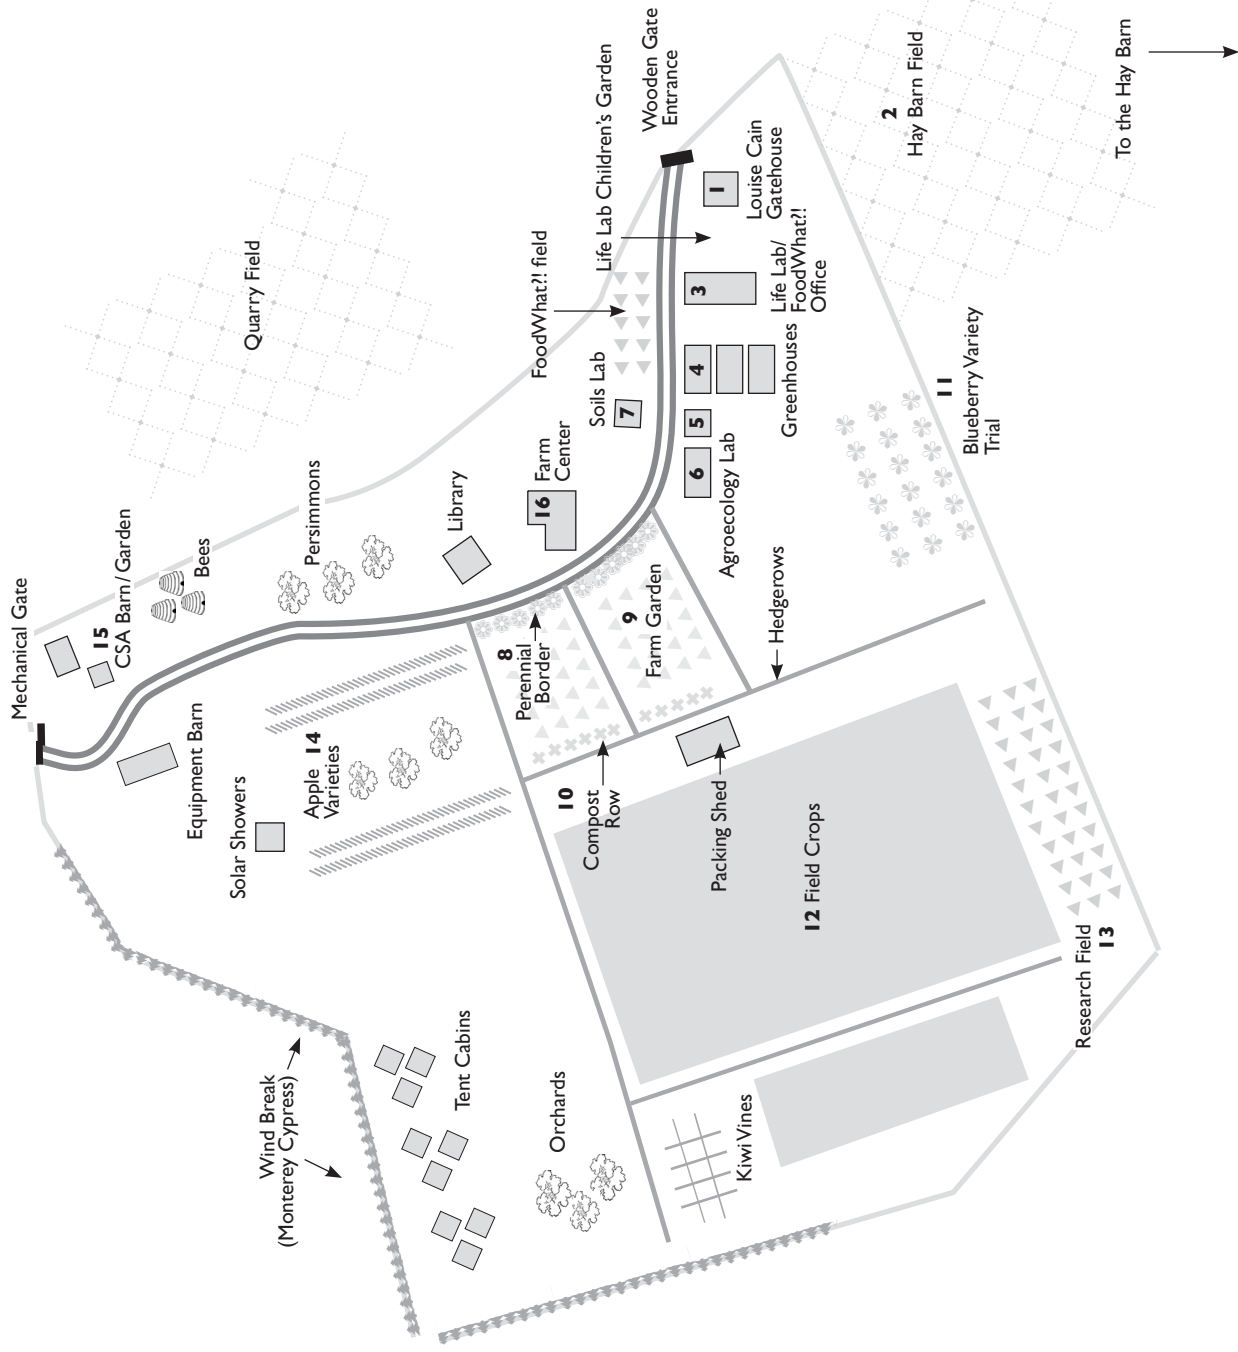 Mechanical Gate
15
CSA Barn/Garden
Bees
Equipment Barn
Solar Showers
Quarry Field
Persimmons
14
Apple
Varieties
Library
16
Farm
Center
Soils Lab
7
FoodWhat?! field
Life Lab Children's Garden
Wooden Gate
Entrance
1
Louise Cain
Gatehouse
3
Life Lab/
FoodWhat?!
Office
4
Greenhouses
5
6
Agroecology Lab
2
Hay Barn Field
To the Hay Barn
11
Blueberry Variety
Trial
8
Perennial
Border
9
Farm Garden
Hedgerows
10
Compost
Row
Packing Shed
12 Field Crops
Research Field
13
Wind Break
(Monterey Cypress)
Tent Cabins
Orchards
Kiwi Vines